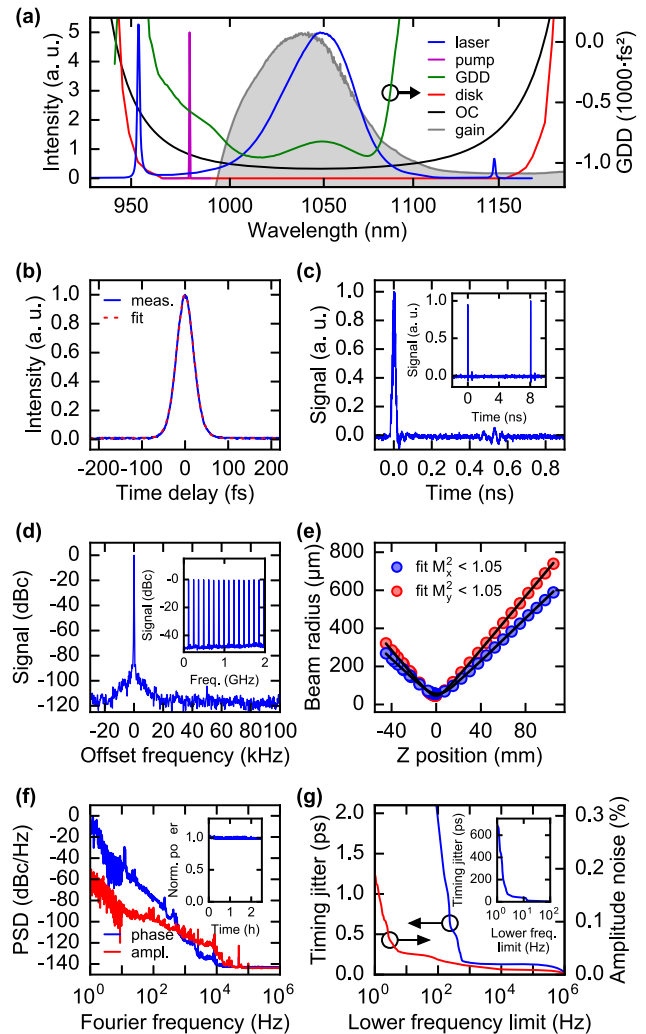 (a)
Intensity (a. u.)
5
4
3
2
1
0
laser
pump
GDD
disk
OC
gain
0.0
-0.5
-1.0
GDD (1000·fs²)
950 1000 1050 1100 1150
Wavelength (nm)
(b)
Intensity (a. u.)
1.0
0.8
0.6
0.4
0.2
0.0
meas.
fit
-200 -100 0 100 200
Time delay (fs)
(c)
Signal (a. u.)
1.0
0.8
0.6
0.4
0.2
0.0
Signal (a. u.)
1.0
0.5
0.0
0 4 8
Time (ns)
0.0 0.2 0.4 0.6 0.8
Time (ns)
(d)
Signal (dBc)
0
-20
-40
-60
-80
-100
-120
Signal (dBc)
-0
-20
-40
0 1 2
Freq. (GHz)
0 20 40 60 80 100
Offset frequency (kHz)
(e)
Beam radius (μm)
800
600
400
200
0
fit M²x < 1.05
fit M²y < 1.05
-40 0 40 80
Z position (mm)
(f)
PSD (dBc/Hz)
0
-20
-40
-60
-80
-100
-120
-140
phase
ampl.
Norm. po er
1.0
0.5
0.0
0 1 2
Time (h)
10⁰ 10² 10⁴ 10⁶
Fourier frequency (Hz)
(g)
Timing jitter (ps)
2.0
1.5
1.0
0.5
0.0
Timing jitter (ps)
600
400
200
0
10⁰ 10¹ 10²
Lower freq.
limit (Hz)
0.3
0.2
0.1
0.0
Amplitude noise (%)
10⁰ 10² 10⁴ 10⁶
Lower frequency limit (Hz)